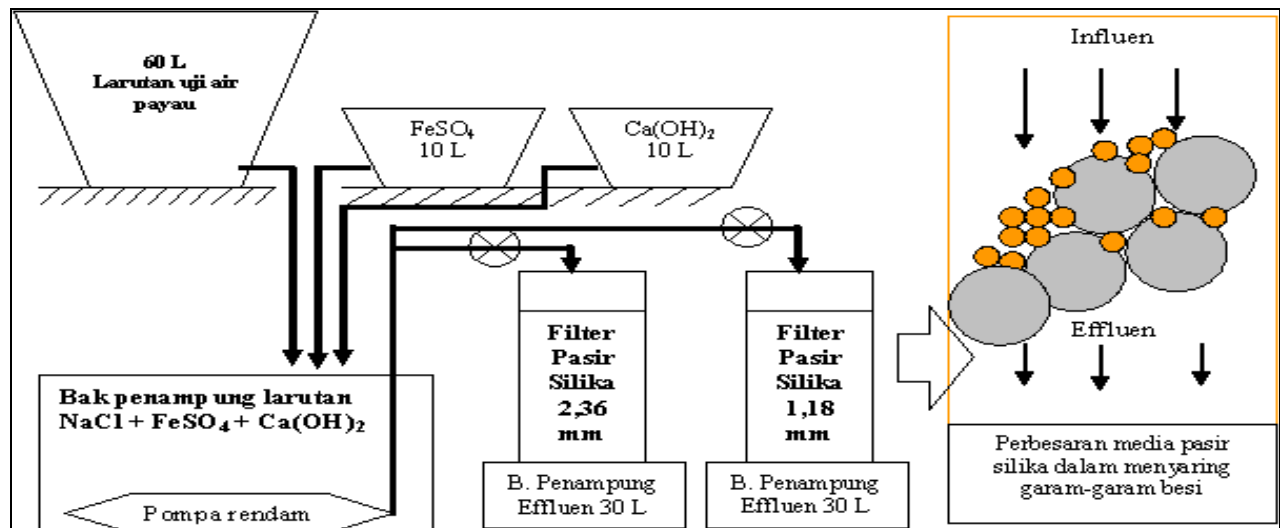 60 L
Larutan uji air
payau
FeSO₄
10 L
Ca(OH)₂
10 L
Filter
Pasir
Silika
2,36
mm
Filter
Pasir
Silika
1,18
mm
Bak penampung larutan
NaCl + FeSO₄ + Ca(OH)₂
Pompa rendam
B. Penampung
Effluen 30 L
B. Penampung
Effluen 30 L
Influen
Effluen
Perbesaran media pasir
silika dalam menyaring
garam-garam besi